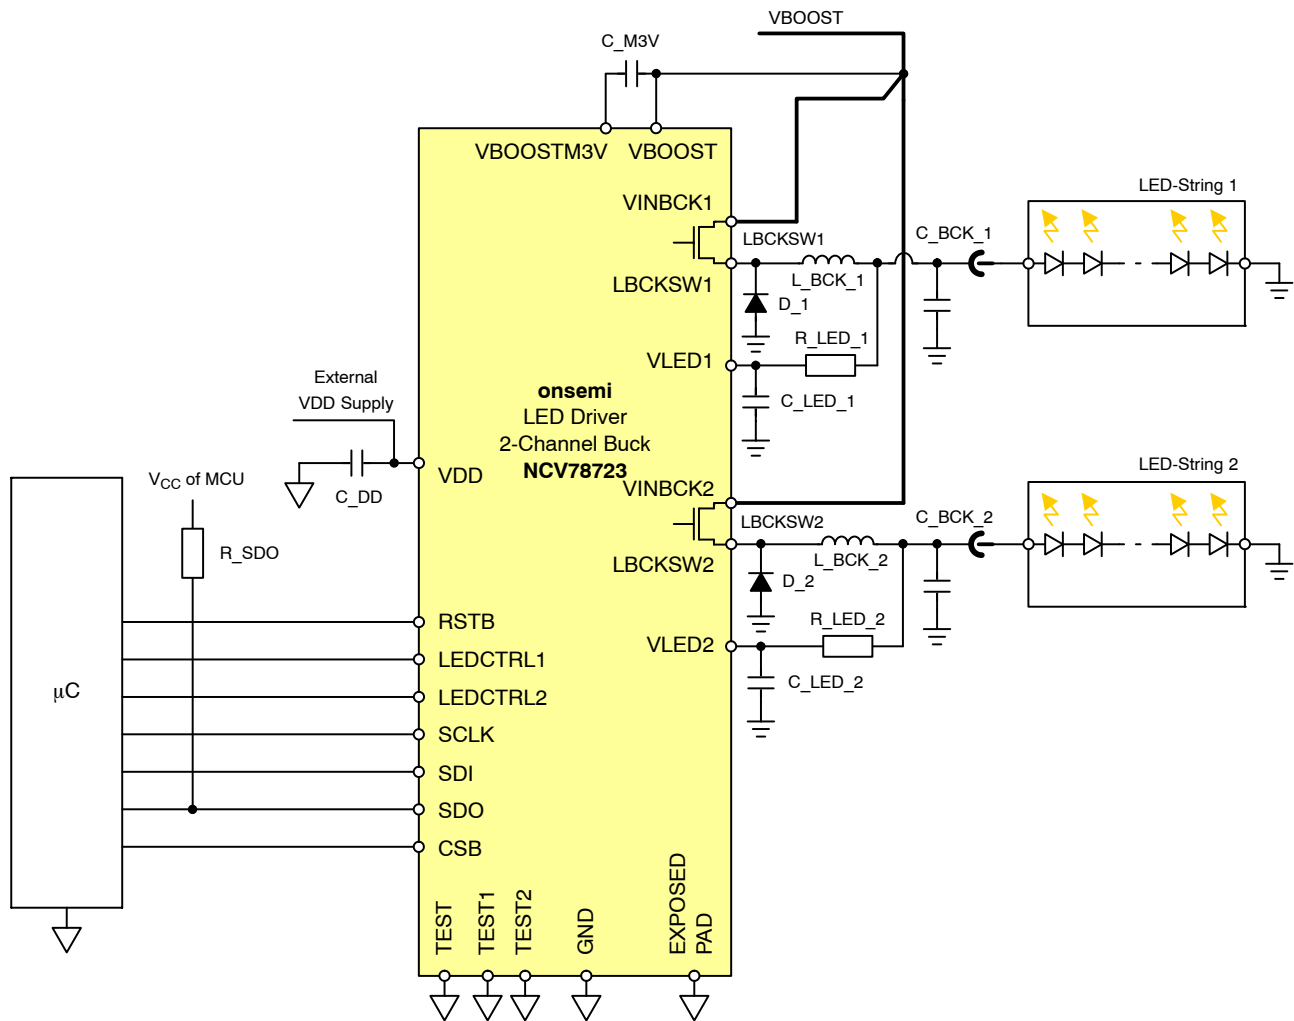 VBOOST
C_M3V
VBOOSTM3V
VBOOST
LED-String 1
VINBCK1
LBCKSW1
C_BCK_1
LBCKSW1
L_BCK_1
D_1
R_LED_1
VLED1
C_LED_1
External
VDD Supply
onsemi
LED Driver
2-Channel Buck
NCV78723
VDD
C_DD
LED-String 2
VCC of MCU
VINBCK2
LBCKSW2
C_BCK_2
R_SDO
LBCKSW2
L_BCK_2
D_2
R_LED_2
VLED2
C_LED_2
RSTB
LEDCTRL1
LEDCTRL2
SCLK
SDI
SDO
CSB
µC
TEST
TEST1
TEST2
GND
EXPOSED
PAD